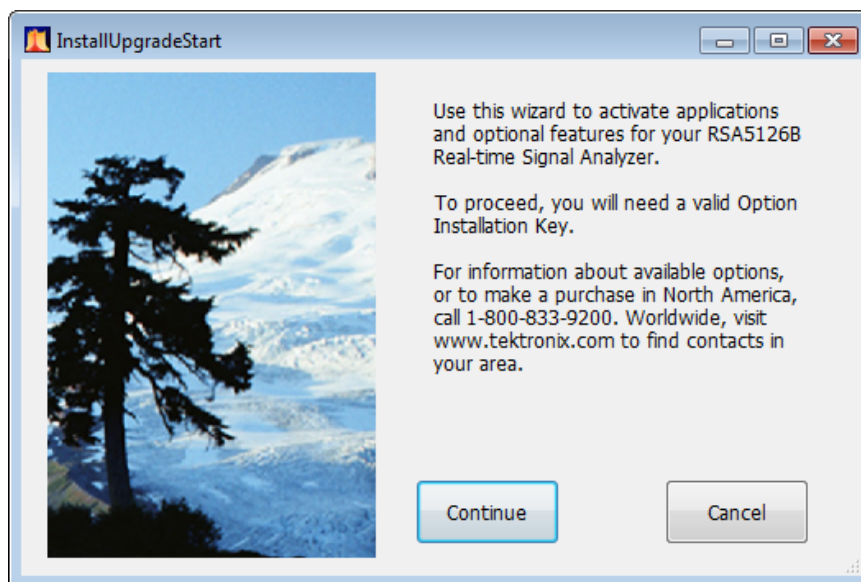 InstallUpgradeStart
Use this wizard to activate applications
and optional features for your RSA5126B
Real-time Signal Analyzer.
To proceed, you will need a valid Option
Installation Key.
For information about available options,
or to make a purchase in North America,
call 1-800-833-9200. Worldwide, visit
www.tektronix.com to find contacts in
your area.
Continue
Cancel